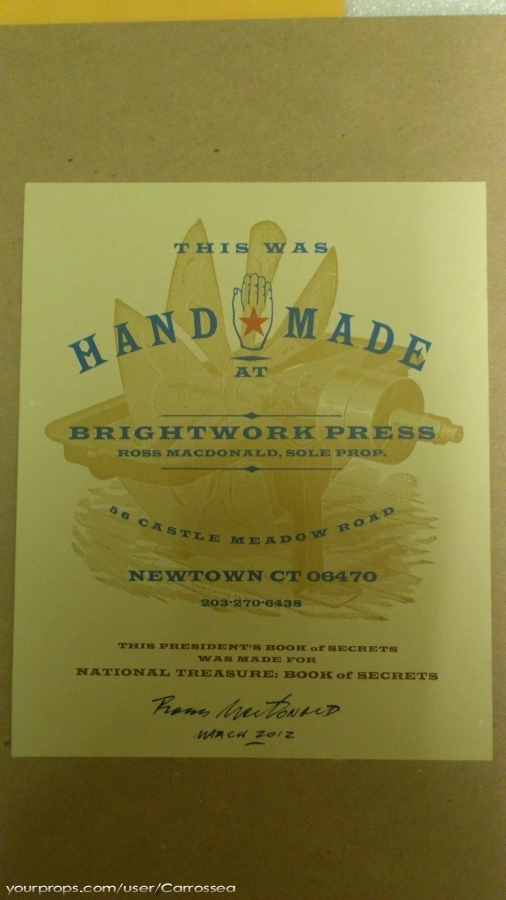 THIS WAS
HAND MADE
AT
BRIGHTWORK PRESS
ROSS MACDONALD, SOLE PROP.
56 CASTLE MEADOW ROAD
NEWTOWN CT 06470
203·270·6438
THIS PRESIDENT'S BOOK of SECRETS
WAS MADE FOR
NATIONAL TREASURE: BOOK of SECRETS
Ross MacDonald
MARCH 2012
yourprops.com/user/Carrossea